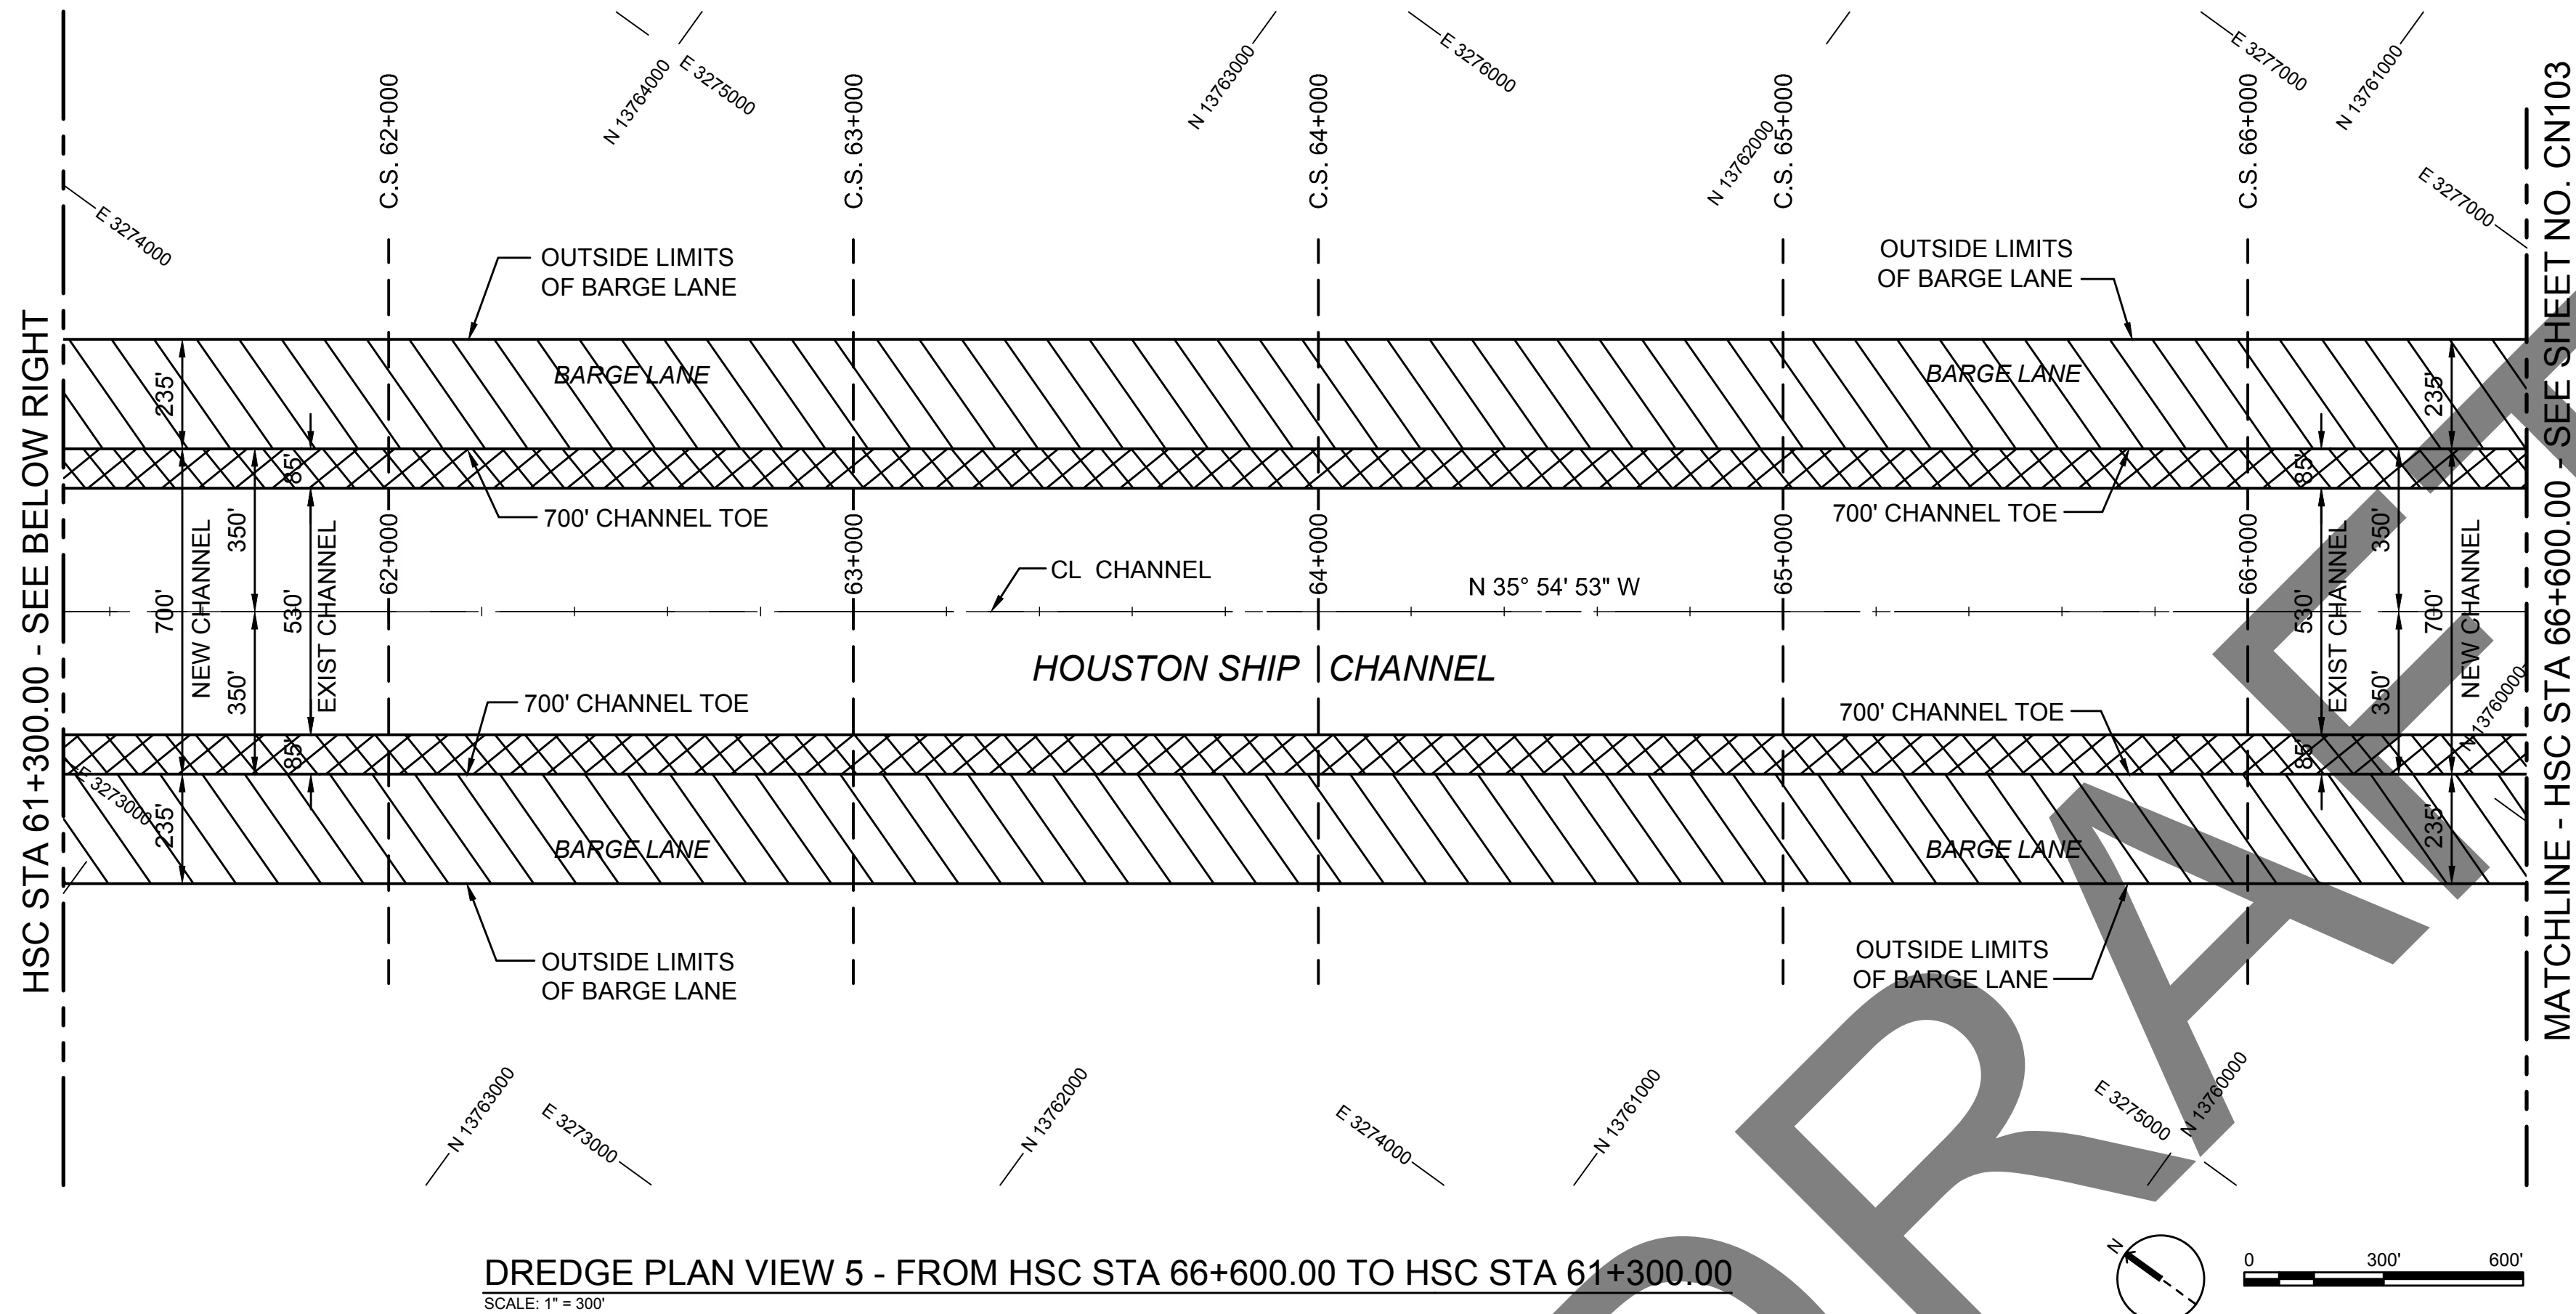 HSC STA 61+300.00 - SEE BELOW RIGHT
MATCHLINE - HSC STA 66+600.00 - SEE SHEET NO. CN103
N 13764000
E 3275000
N 13763000
E 3276000
N 13762000
E 3277000
N 13761000
E 3274000
E 3277000
C.S. 62+000
C.S. 63+000
C.S. 64+000
C.S. 65+000
C.S. 66+000
OUTSIDE LIMITS
OF BARGE LANE
OUTSIDE LIMITS
OF BARGE LANE
235'
BARGE LANE
BARGE LANE
235'
85'
85'
700' CHANNEL TOE
700' CHANNEL TOE
700'
NEW CHANNEL
350'
350'
530'
EXIST CHANNEL
62+000
63+000
64+000
65+000
66+000
CL CHANNEL
N 35° 54' 53" W
530'
EXIST CHANNEL
350'
350'
700'
NEW CHANNEL
HOUSTON SHIP CHANNEL
700' CHANNEL TOE
700' CHANNEL TOE
N 13760000
85'
85'
E 3273000
235'
BARGE LANE
BARGE LANE
235'
OUTSIDE LIMITS
OF BARGE LANE
OUTSIDE LIMITS
OF BARGE LANE
N 13763000
E 3273000
N 13762000
E 3274000
N 13761000
E 3275000
N 13760000
DREDGE PLAN VIEW 5 - FROM HSC STA 66+600.00 TO HSC STA 61+300.00
SCALE: 1" = 300'
N
0 300' 600'
DRAFT